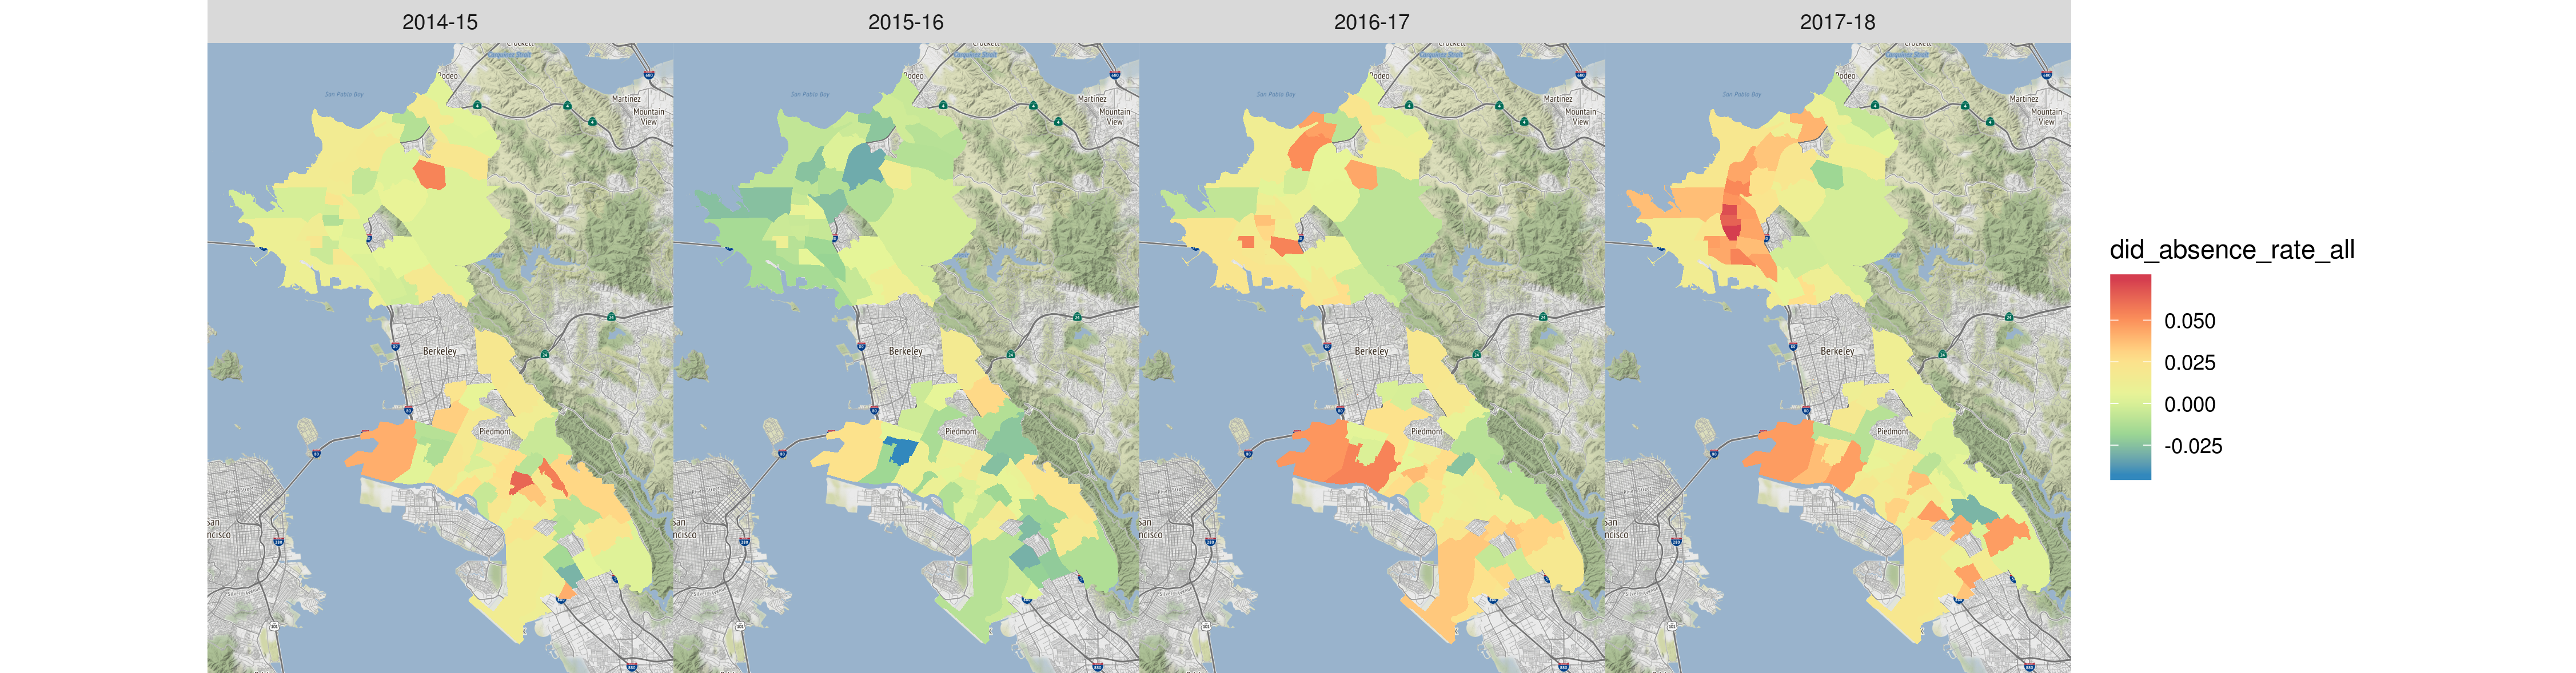 2014-15
2015-16
2016-17
2017-18
Crockett
Crockett
Crockett
Crockett
Rodeo
Rodeo
Rodeo
Rodeo
San Pablo Bay
San Pablo Bay
San Pablo Bay
San Pablo Bay
Martinez
Martinez
Martinez
Martinez
Mountain
View
Mountain
View
Mountain
View
Mountain
View
did_absence_rate_all
0.050
0.025
0.000
-0.025
Berkeley
Berkeley
Berkeley
Berkeley
Piedmont
Piedmont
Piedmont
Piedmont
San
ncisco
San
ncisco
San
ncisco
San
ncisco